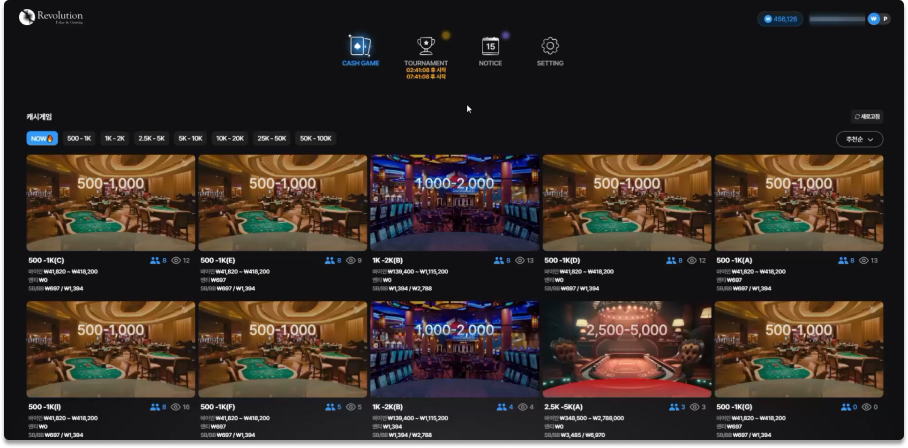 Revolution
Poker & Gaming
458,126
₩ P
CASH GAME
TOURNAMENT
02:41:08 후 시작
07:41:08 후 시작
15
NOTICE
SETTING
캐시게임
새로고침
NOW 500 - 1K 1K - 2K 2.5K - 5K 5K - 10K 10K - 20K 25K - 50K 50K - 100K
추천순
500-1,000 500-1,000 1,000-2,000 500-1,000 500-1,000
500 -1K(C) 8 12 500 -1K(E) 8 9 1K -2K(B) 8 13 500 -1K(D) 8 12 500 -1K(A) 8 13
바이인 ₩41,820 ~ ₩418,200 바이인 ₩41,820 ~ ₩418,200 바이인 ₩139,400 ~ ₩1,115,200 바이인 ₩41,820 ~ ₩418,200 바이인 ₩41,820 ~ ₩418,200
앤티 ₩0 앤티 ₩697 앤티 ₩0 앤티 ₩0 앤티 ₩0
SB/BB ₩697 / ₩1,394 SB/BB ₩697 / ₩1,394 SB/BB ₩1,394 / ₩2,788 SB/BB ₩697 / ₩1,394 SB/BB ₩697 / ₩1,394
500-1,000 500-1,000 1,000-2,000 2,500-5,000 500-1,000
500 -1K(I) 8 16 500 -1K(F) 5 5 1K -2K(B) 4 4 2.5K -5K(A) 3 3 500 -1K(G) 0 0
바이인 ₩41,820 ~ ₩418,200 바이인 ₩41,820 ~ ₩418,200 바이인 ₩139,400 ~ ₩1,115,200 바이인 ₩348,500 ~ ₩2,788,000 바이인 ₩41,820 ~ ₩418,200
앤티 ₩0 앤티 ₩697 앤티 ₩1,394 앤티 ₩0 앤티 ₩697
SB/BB ₩697 / ₩1,394 SB/BB ₩697 / ₩1,394 SB/BB ₩1,394 / ₩2,788 SB/BB ₩3,485 / ₩6,970 SB/BB ₩697 / ₩1,394